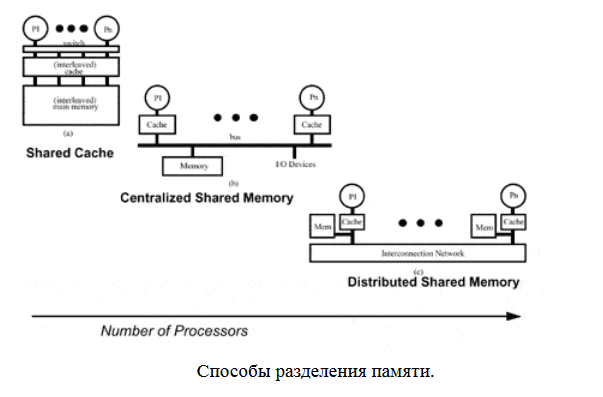 P1 Pn
switch
(interleaved)
cache
(interleaved)
main memory
(a)
Shared Cache
P1 Pn
Cache Cache
bus
Memory I/O Devices
(b)
Centralized Shared Memory
P1 Pn
Mem Cache Mem Cache
Interconnection Network
(c)
Distributed Shared Memory
Number of Processors
Способы разделения памяти.